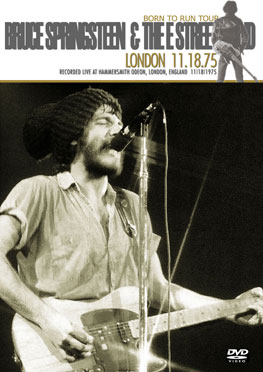 BORN TO RUN TOUR
BRUCE SPRINGSTEEN & THE E STREET
LONDON 11.18.75
RECORDED LIVE AT HAMMERSMITH ODEON, LONDON, ENGLAND 11|18|1975
DVD
VIDEO